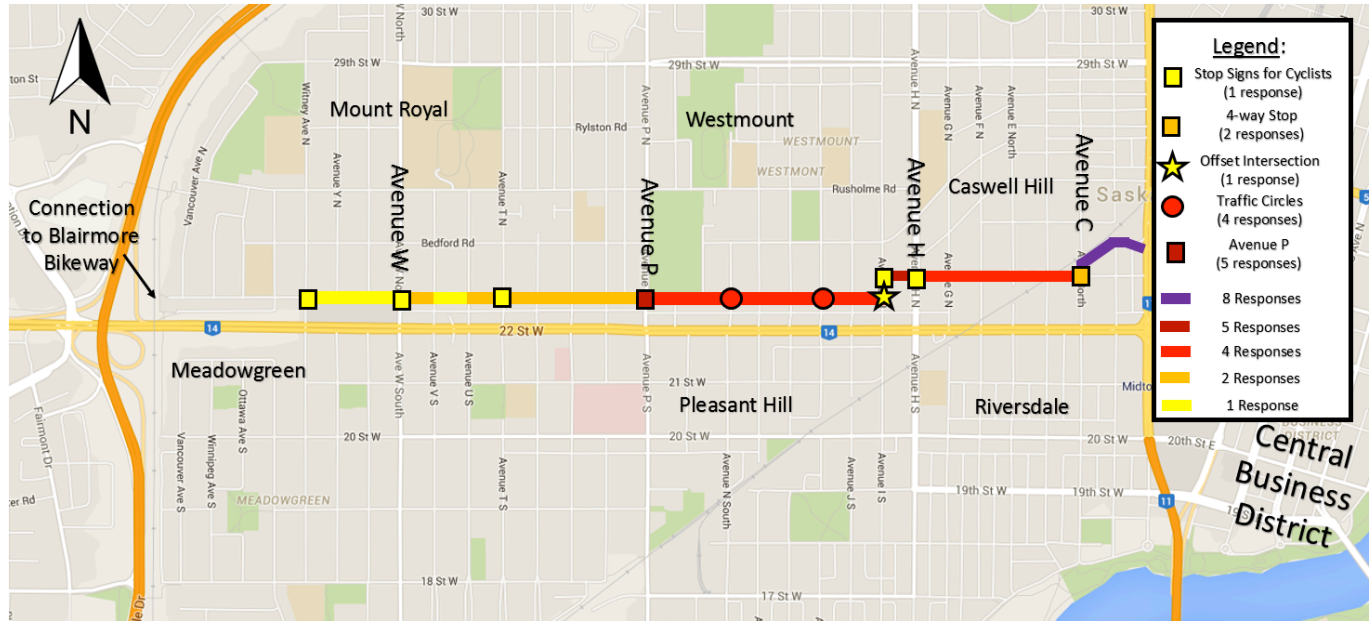 30 St W
30 St W
Legend:
Stop Signs for Cyclists
(1 response)
4-way Stop
(2 responses)
Offset Intersection
(1 response)
Traffic Circles
(4 responses)
Avenue P
(5 responses)
8 Responses
5 Responses
4 Responses
2 Responses
1 Response
N
29th St W
29th St W
29th St W
Witney Ave N
Mount Royal
Avenue P N
Westmount
WESTMOUNT
WESTMONT
Rylston Rd
Rusholme Rd
Avenue H N
Avenue G N
Avenue F N
Avenue E North
Caswell Hill
Avenue C
Vancouver Ave N
Avenue Y N
Avenue W
Avenue T N
Avenue P
Avenue H
Bedford Rd
Connection
to Blairmore
Bikeway
Avenue G N
14
22 St W
14
5
Meadowgreen
Ave W South
Avenue V S
Avenue U S
Avenue P S
21 St W
Pleasant Hill
Avenue H S
Riversdale
Fairmont Dr
Ottawa Ave S
Vancouver Ave S
Winnipeg Ave S
20 St W
20 St W
20 St W
20th St E
MEADOWGREEN
Avenue T S
Avenue N South
Avenue J S
Avenue I S
19th St W
19th St W
11
Central
Business
District
18 St W
17 St W